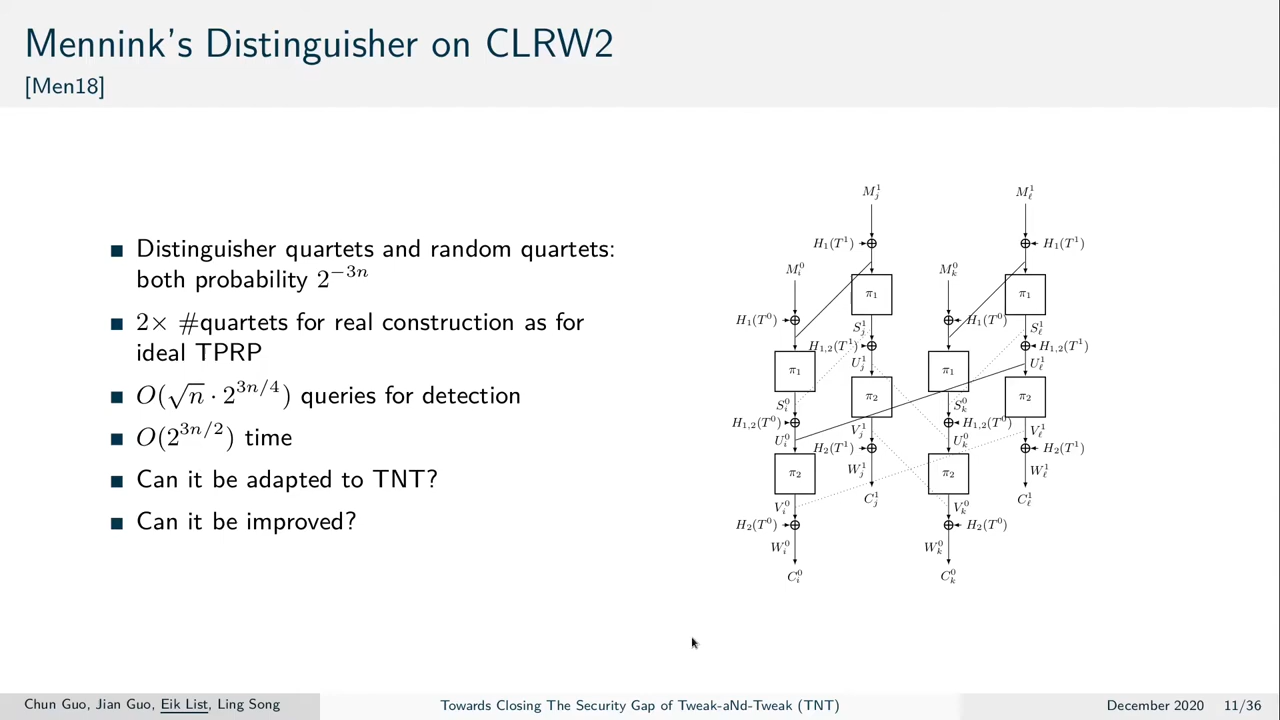 Mennink's Distinguisher on CLRW2
[Men18]
■ Distinguisher quartets and random quartets:
both probability 2^{−3n}
■ 2× #quartets for real construction as for
ideal TPRP
■ O(√n · 2^{3n/4}) queries for detection
■ O(2^{3n/2}) time
■ Can it be adapted to TNT?
■ Can it be improved?
M_j^1 M_ℓ^1
H_1(T^1) H_1(T^1)
M_i^0 M_k^0
π_1 π_1
H_1(T^0) H_1(T^0)
S_j^1 S_ℓ^1
H_{1,2}(T^1) H_{1,2}(T^1)
U_j^1 U_ℓ^1
π_1 π_1
π_2 π_2
S_i^0 S_k^0
H_{1,2}(T^0) H_{1,2}(T^0)
V_j^1 V_ℓ^1
U_i^0 U_k^0
H_2(T^1) H_2(T^1)
W_j^1 W_ℓ^1
π_2 π_2
C_j^1 C_ℓ^1
V_i^0 V_k^0
H_2(T^0) H_2(T^0)
W_i^0 W_k^0
C_i^0 C_k^0
Chun Guo, Jian Guo, Eik List, Ling Song
Towards Closing The Security Gap of Tweak-aNd-Tweak (TNT)
December 2020 11/36